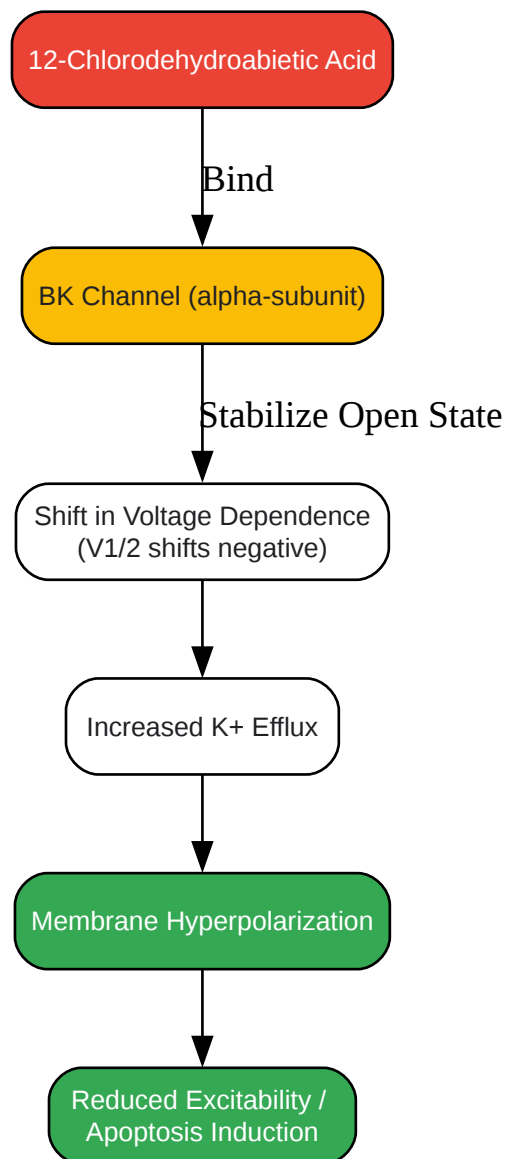 12-Chlorodehydroabietic Acid
Bind
BK Channel (alpha-subunit)
Stabilize Open State
Shift in Voltage Dependence
(V1/2 shifts negative)
Increased K+ Efflux
Membrane Hyperpolarization
Reduced Excitability /
Apoptosis Induction